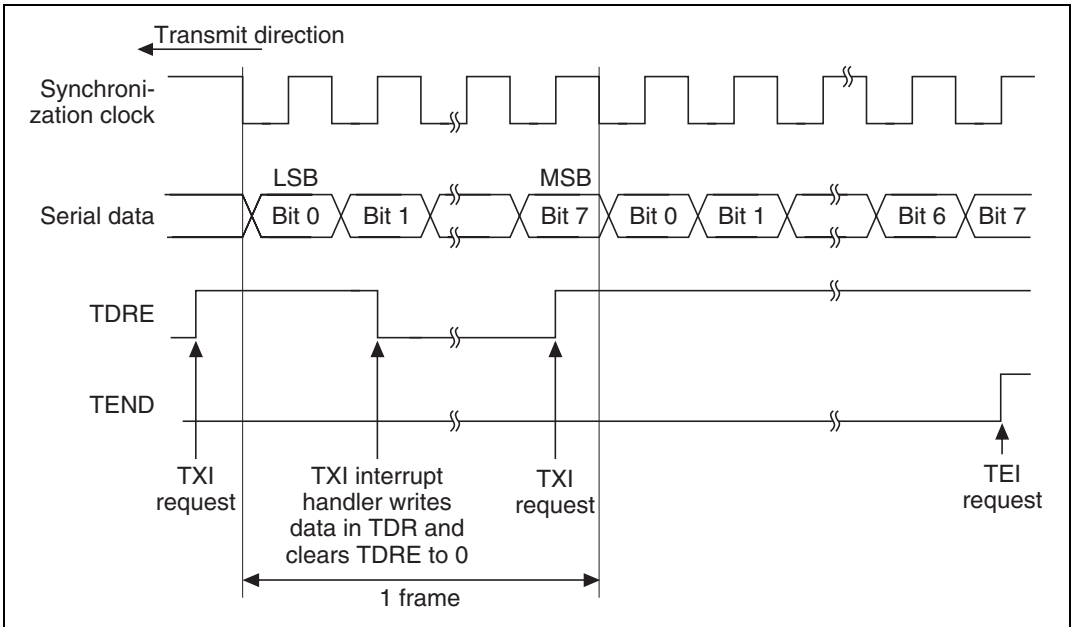 Transmit direction
Synchroni-
zation clock
LSB
MSB
Serial data
Bit 0
Bit 1
Bit 7
Bit 0
Bit 1
Bit 6
Bit 7
TDRE
TEND
TXI
request
TXI interrupt
handler writes
data in TDR and
clears TDRE to 0
TXI
request
TEI
request
1 frame